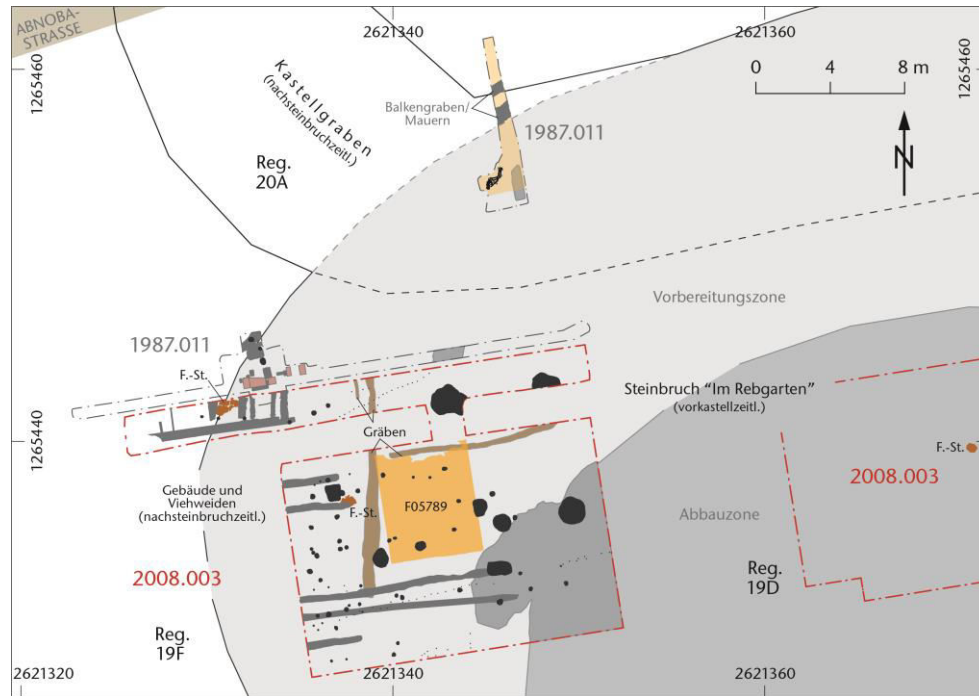 ABNOBA-
STRASSE
2621340
2621360
1265460
1265460
0 4 8 m
Kastellgraben
(nachsteinbruchzeitl.)
Balkengraben/
Mauern
1987.011
N
Reg.
20A
Vorbereitungszone
1987.011
F.-St.
Steinbruch "Im Rebgarten"
(vorkastellzeitl.)
1265440
1265440
Gräben
F.-St.
2008.003
Gebäude und
Viehweiden
(nachsteinbruchzeitl.)
F.-St.
F05789
Abbauzone
2008.003
Reg.
19D
Reg.
19F
2621320
2621340
2621360